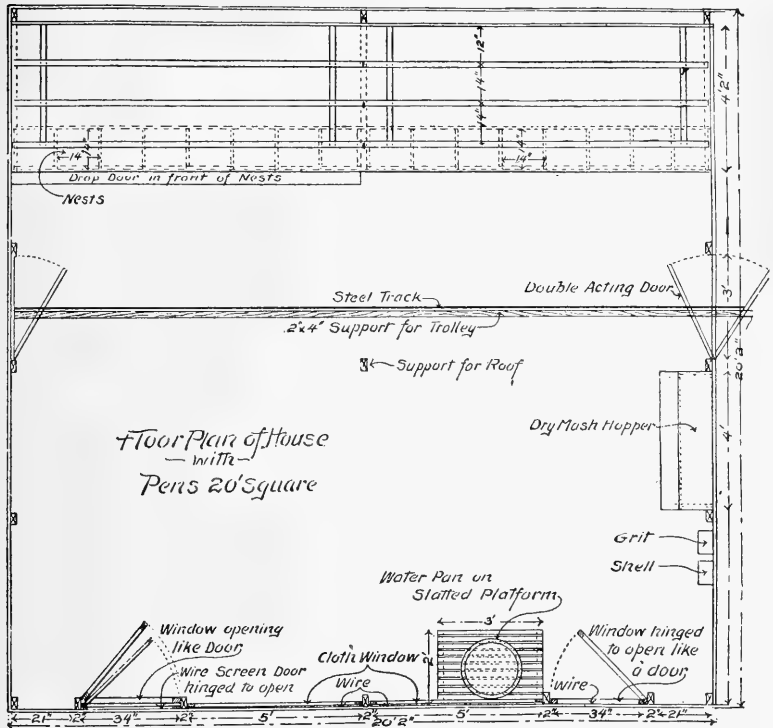 12"
14"
14"
4'2"
14"
14"
14"
14"
Drop Door in front of Nests
Nests
Steel Track
Double Acting Door
3'
2"x4" Support for Trolley
20'2"
Support for Roof
Floor Plan of House
with
Pens 20' Square
Dry Mash Hopper
4'
Grit
Shell
Water Pan on
Slatted Platform
3'
2'
Window opening
like Door
Wire Screen Door
hinged to open
Cloth Window
Wire
Window hinged
to open like
a door
Wire
21" 2" 34" 2" 5' 2" 5' 2" 34" 2" 21"
20'2"